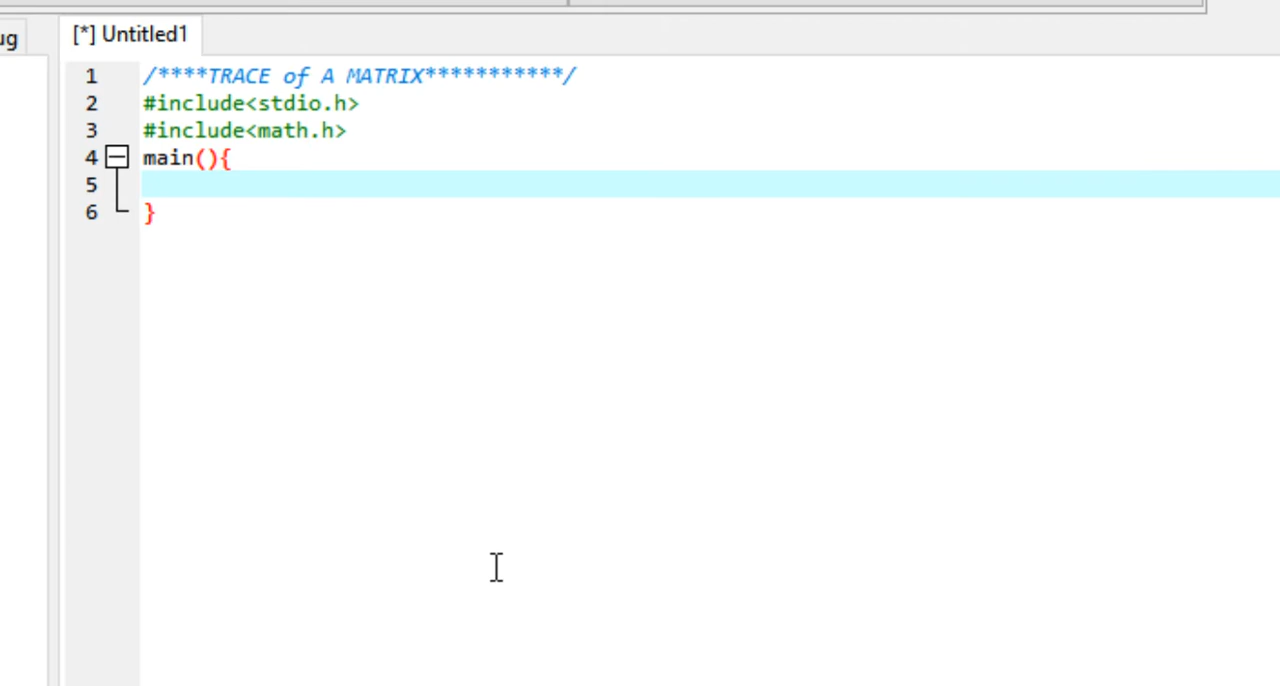 ug
[*] Untitled1
1 /****TRACE of A MATRIX***********/
2 #include<stdio.h>
3 #include<math.h>
4 main(){
5
6 }